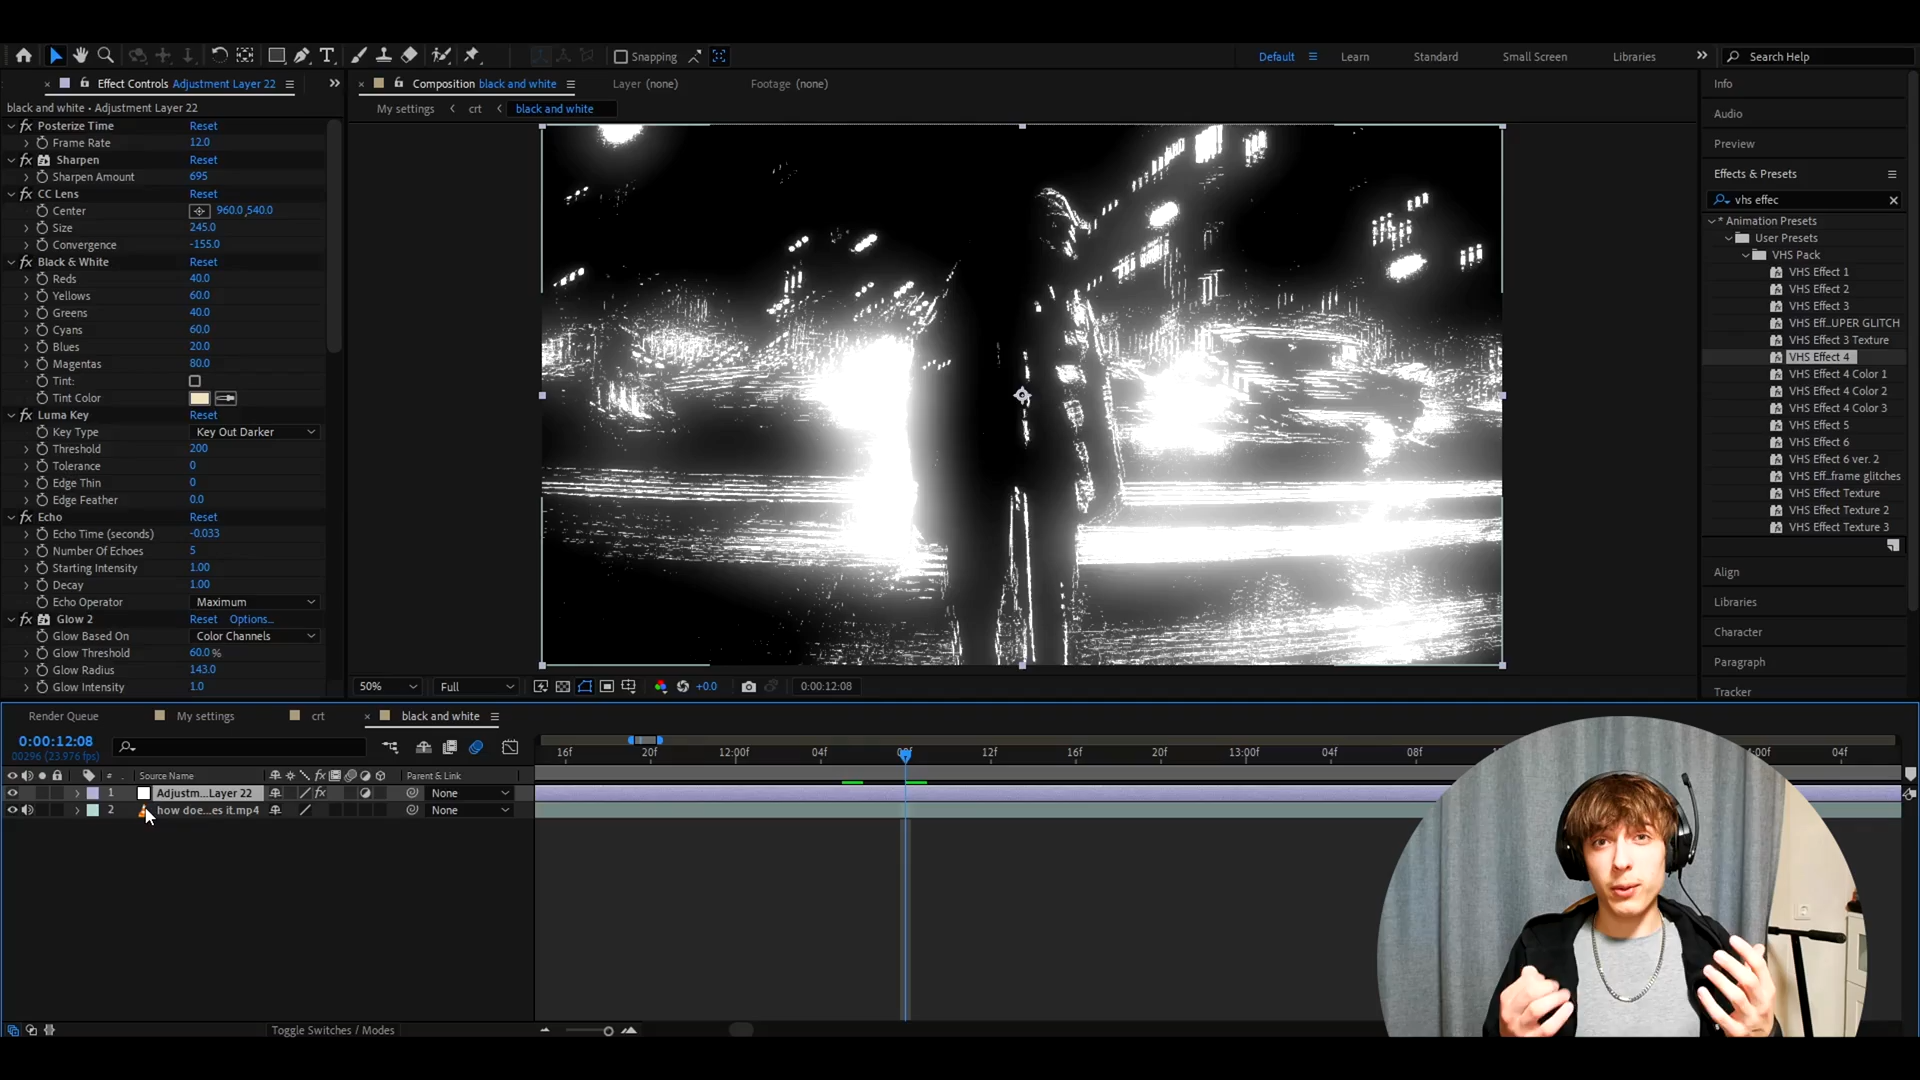 Snapping
Default
Learn
Standard
Small Screen
Libraries
Search Help
Effect Controls Adjustment Layer 22
Composition black and white
Layer (none)
Footage (none)
black and white • Adjustment Layer 22
My settings
crt
black and white
Posterize Time Reset
Frame Rate 12.0
Sharpen Reset
Sharpen Amount 695
CC Lens Reset
Center 960.0,540.0
Size 245.0
Convergence -155.0
Black & White Reset
Reds 40.0
Yellows 60.0
Greens 40.0
Cyans 60.0
Blues 20.0
Magentas 80.0
Tint:
Tint Color
Luma Key Reset
Key Type Key Out Darker
Threshold 200
Tolerance 0
Edge Thin 0
Edge Feather 0.0
Echo Reset
Echo Time (seconds) -0.033
Number Of Echoes 5
Starting Intensity 1.00
Decay 1.00
Echo Operator Maximum
Glow 2 Reset Options...
Glow Based On Color Channels
Glow Threshold 60.0 %
Glow Radius 143.0
Glow Intensity 1.0
50%
Full
+0.0
0:00:12:08
Info
Audio
Preview
Effects & Presets
vhs effec
* Animation Presets
User Presets
VHS Pack
VHS Effect 1
VHS Effect 2
VHS Effect 3
VHS Eff...UPER GLITCH
VHS Effect 3 Texture
VHS Effect 4
VHS Effect 4 Color 1
VHS Effect 4 Color 2
VHS Effect 4 Color 3
VHS Effect 5
VHS Effect 6
VHS Effect 6 ver. 2
VHS Eff...frame glitches
VHS Effect Texture
VHS Effect Texture 2
VHS Effect Texture 3
Align
Libraries
Character
Paragraph
Tracker
Render Queue
My settings
crt
black and white
0:00:12:08
00296 (23.976 fps)
# Source Name
Parent & Link
1 Adjustm...Layer 22 None
2 how doe...es it.mp4 None
16f 20f 12:00f 04f 12f 16f 20f 13:00f 04f 08f 04f
Toggle Switches / Modes